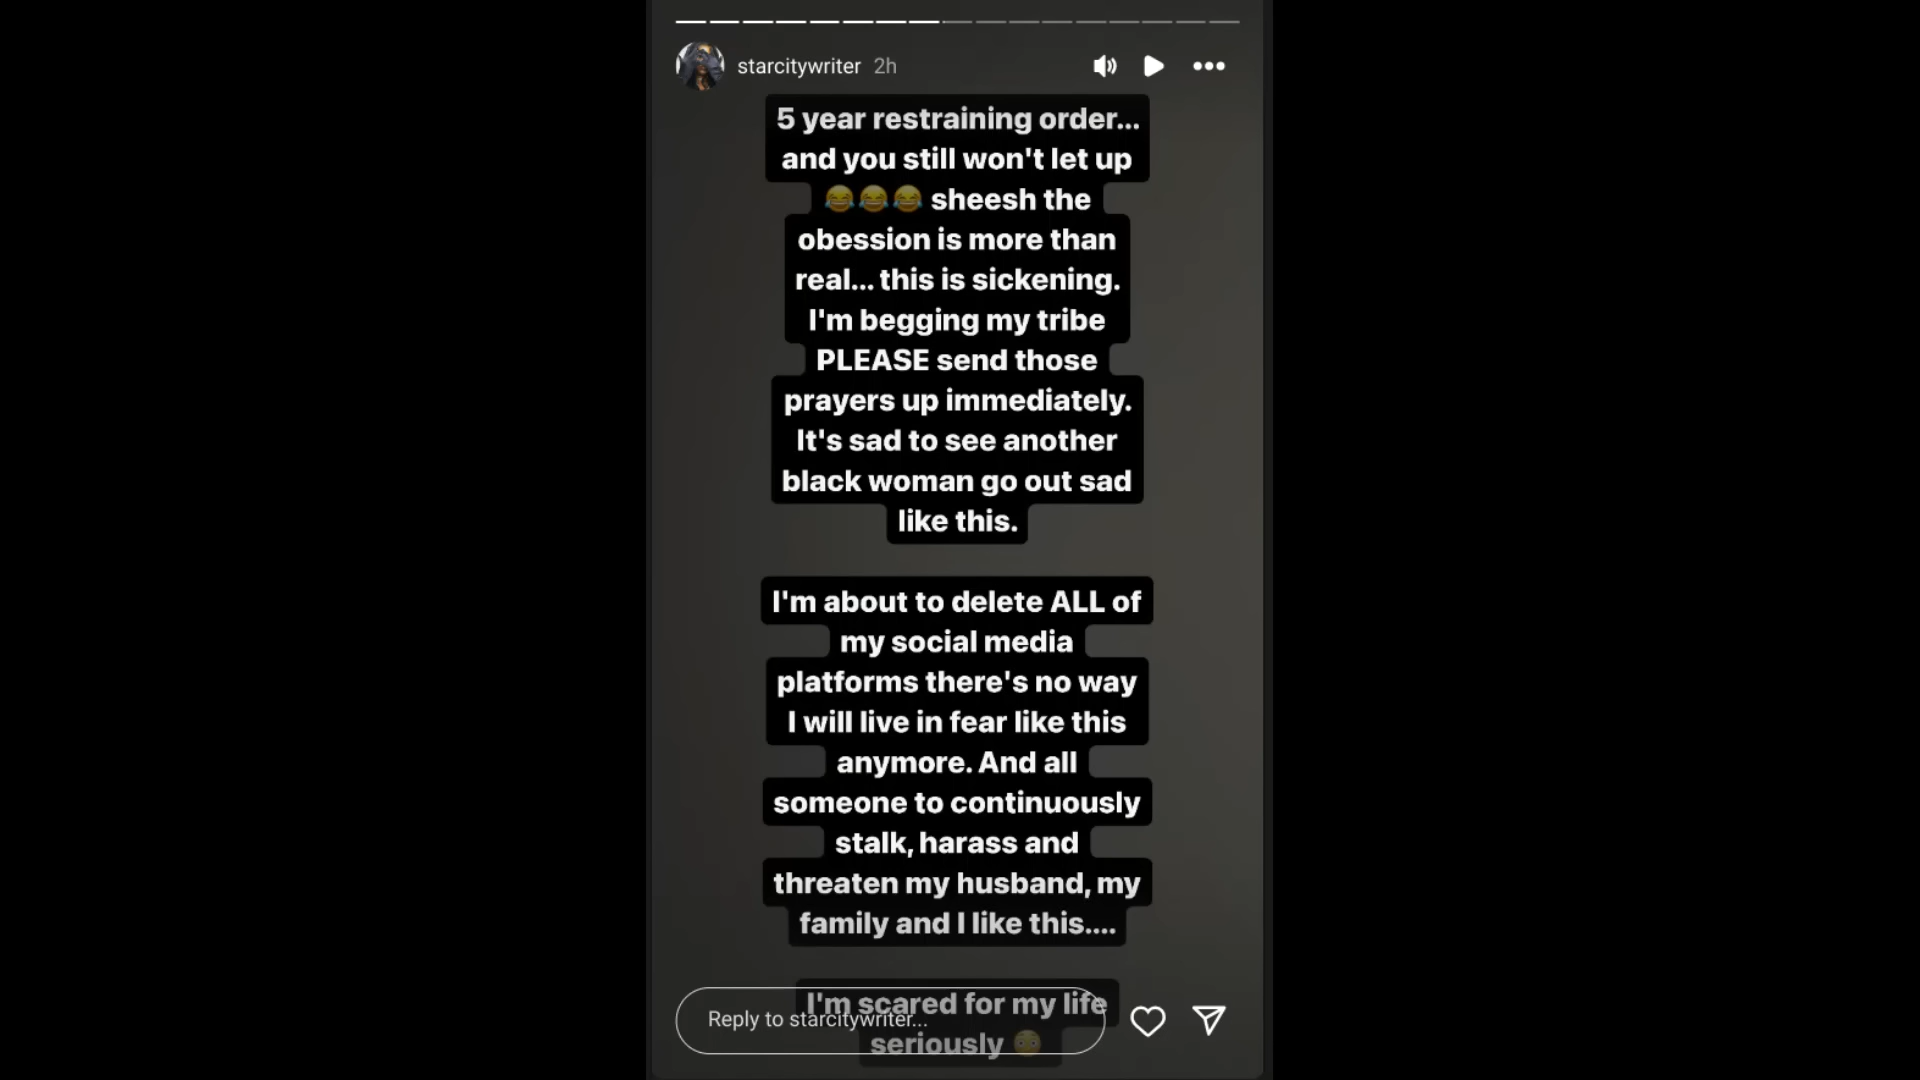 starcitywriter 2h
5 year restraining order...
and you still won't let up
😂😂😂 sheesh the
obession is more than
real... this is sickening.
I'm begging my tribe
PLEASE send those
prayers up immediately.
It's sad to see another
black woman go out sad
like this.
I'm about to delete ALL of
my social media
platforms there's no way
I will live in fear like this
anymore. And all
someone to continuously
stalk, harass and
threaten my husband, my
family and I like this....
I'm scared for my life
Reply to starcitywriter...
seriously 😳